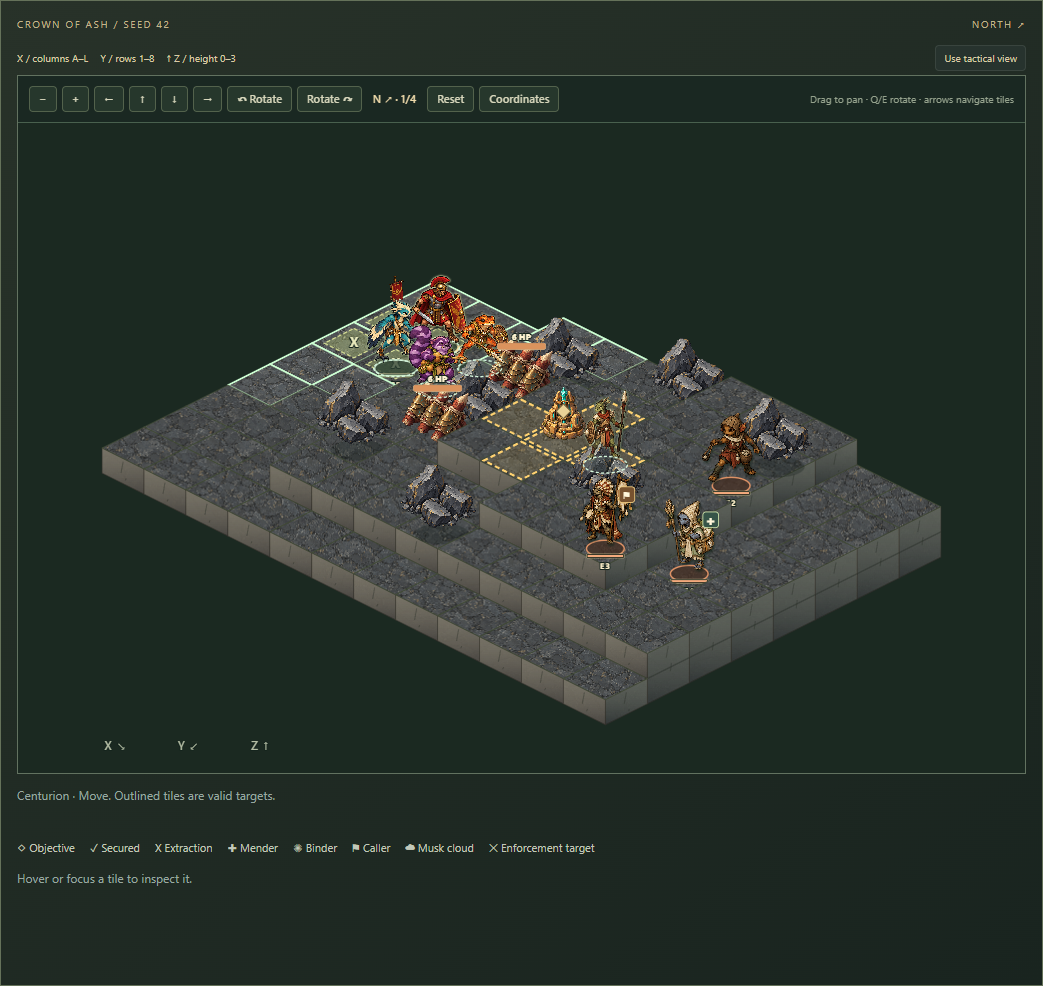 CROWN OF ASH / SEED 42
NORTH ↗
X / columns A–L Y / rows 1–8 ↑ Z / height 0–3
Use tactical view
− + ← ↑ ↓ → ↶ Rotate Rotate ↷ N ↗ · 1/4 Reset Coordinates
Drag to pan · Q/E rotate · arrows navigate tiles
6 HP
X
6 HP
E3
X ↘ Y ↙ Z ↑
Centurion · Move. Outlined tiles are valid targets.
◇ Objective ✓ Secured X Extraction ✚ Mender ❋ Binder ⚑ Caller ☁ Musk cloud ✕ Enforcement target
Hover or focus a tile to inspect it.